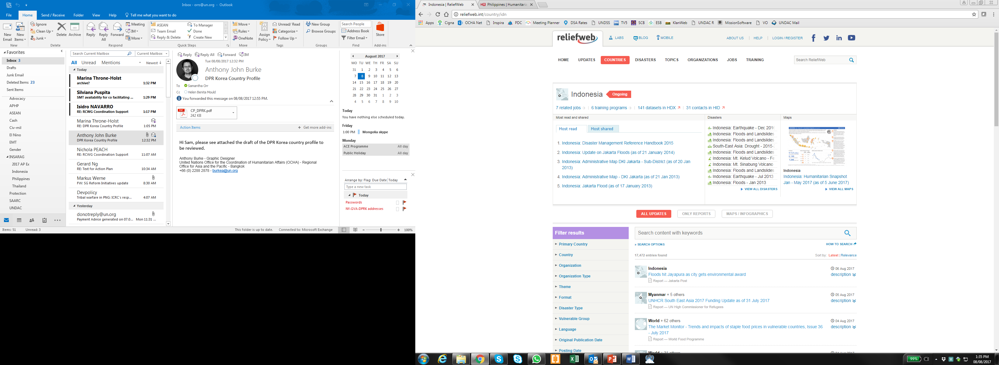 Inbox - orrs@un.org - Outlook
File Home Send / Receive Folder View Help Tell me what you want to do
New Email
New Items
New
Ignore
Clean Up
Junk
Delete
Archive
Delete
Reply
Reply All
Forward
Meeting
IM
More
Respond
ASEAN
Team Email
Reply & Delete
To Manager
Done
Create New
Quick Steps
Move
Rules
OneNote
Move
Assign Policy
Unread/ Read
Categorize
Follow Up
Tags
New Group
Browse Groups
Groups
Search People
Address Book
Filter Email
Find
Store
Add-ins
Favorites
Inbox 3
Drafts
Junk Email
Deleted Items 23
Sent Items
Advocacy
APHP
ASEAN
Cash
Civ-mil
El Nino
EMT
Gender
INSARAG
2017 AP Ex
Indonesia
Philippines
Thailand
Protection
SAARC
UNDAC
Search Current Mailbox Current Mailbox
All Unread Mentions Newest
Today
Marina Throne-Holst
archive? 1:32 PM
Silviana Puspita
SMT availability for co facilitating ... 1:29 PM
Isidro NAVARRO
RE: RCWG Coordination Support 1:17 PM
Marina Throne-Holst
RE: DPR Korea Country Profile 1:05 PM
Anthony John Burke
DPR Korea Country Profile 12:32 PM
Nichola PEACH
RE: RCWG Coordination Support 11:07 AM
Gerard Ng
RE: Text for Action Plan 10:34 AM
Markus Werne
FW: SG Reform Initiatives update 8:30 AM
Devpolicy
Tribal warfare in PNG: ICRC's resp... 4:07 AM
Yesterday
donotreply@un.org
Payment Advice generated on 07.0... Mon 11:31 ...
Reply Reply All Forward IM
Tue 08/08/2017 12:32 PM
Anthony John Burke
DPR Korea Country Profile
To Samantha Orr
Cc Helen Benita Mould
You forwarded this message on 08/08/2017 12:55 PM.
PDF
CP_DPRK.pdf
242 KB
Action Items + Get more add-ins
Hi Sam, please see attached the draft of the DPR Korea country profile to
be reviewed.
Anthony Burke - Graphic Designer
United Nations Office for the Coordination of Humanitarian Affairs (OCHA) - Regional
Office for Asia and the Pacific - Bangkok
+66 (0) 2288 2878 - burkea@un.org
August 2017
MO TU WE TH FR SA SU
31 1 2 3 4 5 6
7 8 9 10 11 12 13
14 15 16 17 18 19 20
21 22 23 24 25 26 27
28 29 30 31 1 2 3
4 5 6 7 8 9 10
Today
You have nothing else scheduled today.
Friday
1:00 PM Mongolia skype
Monday
ACE Programme All day
Public Holiday All day
Arrange by: Flag: Due Date Today
Type a new task
Today
Passwords
NY-GVA-DPRK addresses
Items: 51 Unread: 3 This folder is up to date. Connected to: Microsoft Exchange 100%
Indonesia | ReliefWeb
HR Philippines | Humanitaria
reliefweb.int/country/idn
Apps Cigna OCHA Net Inspira PDC Meeting Planner DSA Rates UNDSS TV5 SCB ESB KlanWeb UNDAC R MissionSoftware VO UNDAC Mail
reliefweb LABS BLOG MOBILE ABOUT US HELP LOGIN / REGISTER
HOME UPDATES COUNTRIES DISASTERS TOPICS ORGANIZATIONS JOBS TRAINING Search ReliefWeb
Indonesia Ongoing
7 related jobs 6 training programs 141 datasets in HDX 31 contacts in HID
Most read and shared
Most read Most shared
1. Indonesia: Disaster Management Reference Handbook 2015
2. Indonesia: Update on Jakarta Floods (as of 21 January 2014)
3. Indonesia: Administrative Map DKI Jakarta - Sub-District (as of 20 Jan
2013)
4. Indonesia: Administrative Map - DKI Jakarta (as of 21 Jan 2013)
5. Indonesia: Jakarta Flood (as of 17 January 2013)
Disasters
Indonesia: Earthquake - Dec 2016
Indonesia: Floods and Landslides
Indonesia: Floods and Landslides
South-East Asia: Drought - 2015-
Indonesia: Floods and Landslides
Indonesia: Mt. Kelud Volcano - Fe
Indonesia: Mt. Sinabung Volcano
Indonesia: Floods and Landslides
Indonesia: Earthquake - Jul 2013
Indonesia: Floods - Jan 2013
VIEW ALL DISASTERS
Maps
Indonesia
Indonesia: Humanitarian Snapshot
Jan - May 2017 (as of 5 June 2017)
VIEW ALL MAPS
ALL UPDATES ONLY REPORTS MAPS / INFOGRAPHICS
Filter results
Primary Country
Country
Organization
Organization Type
Theme
Format
Disaster Type
Vulnerable Group
Language
Original Publication Date
Posting Date
Search content with keywords
» SEARCH OPTIONS HOW TO SEARCH
17,472 entries found Sort by: Latest | Relevance
Indonesia 06 Aug 2017
Floods hit Jayapura as city gets environmental award description
Report — Jakarta Post
Myanmar + 5 others 05 Aug 2017
UNHCR South East Asia 2017 Funding Update as of 31 July 2017 description
Report — UN High Commissioner for Refugees
World + 62 others 04 Aug 2017
The Market Monitor - Trends and impacts of staple food prices in vulnerable countries, Issue 36 description
- July 2017
Report — World Food Programme
99%
1:35 PM
08/08/2017